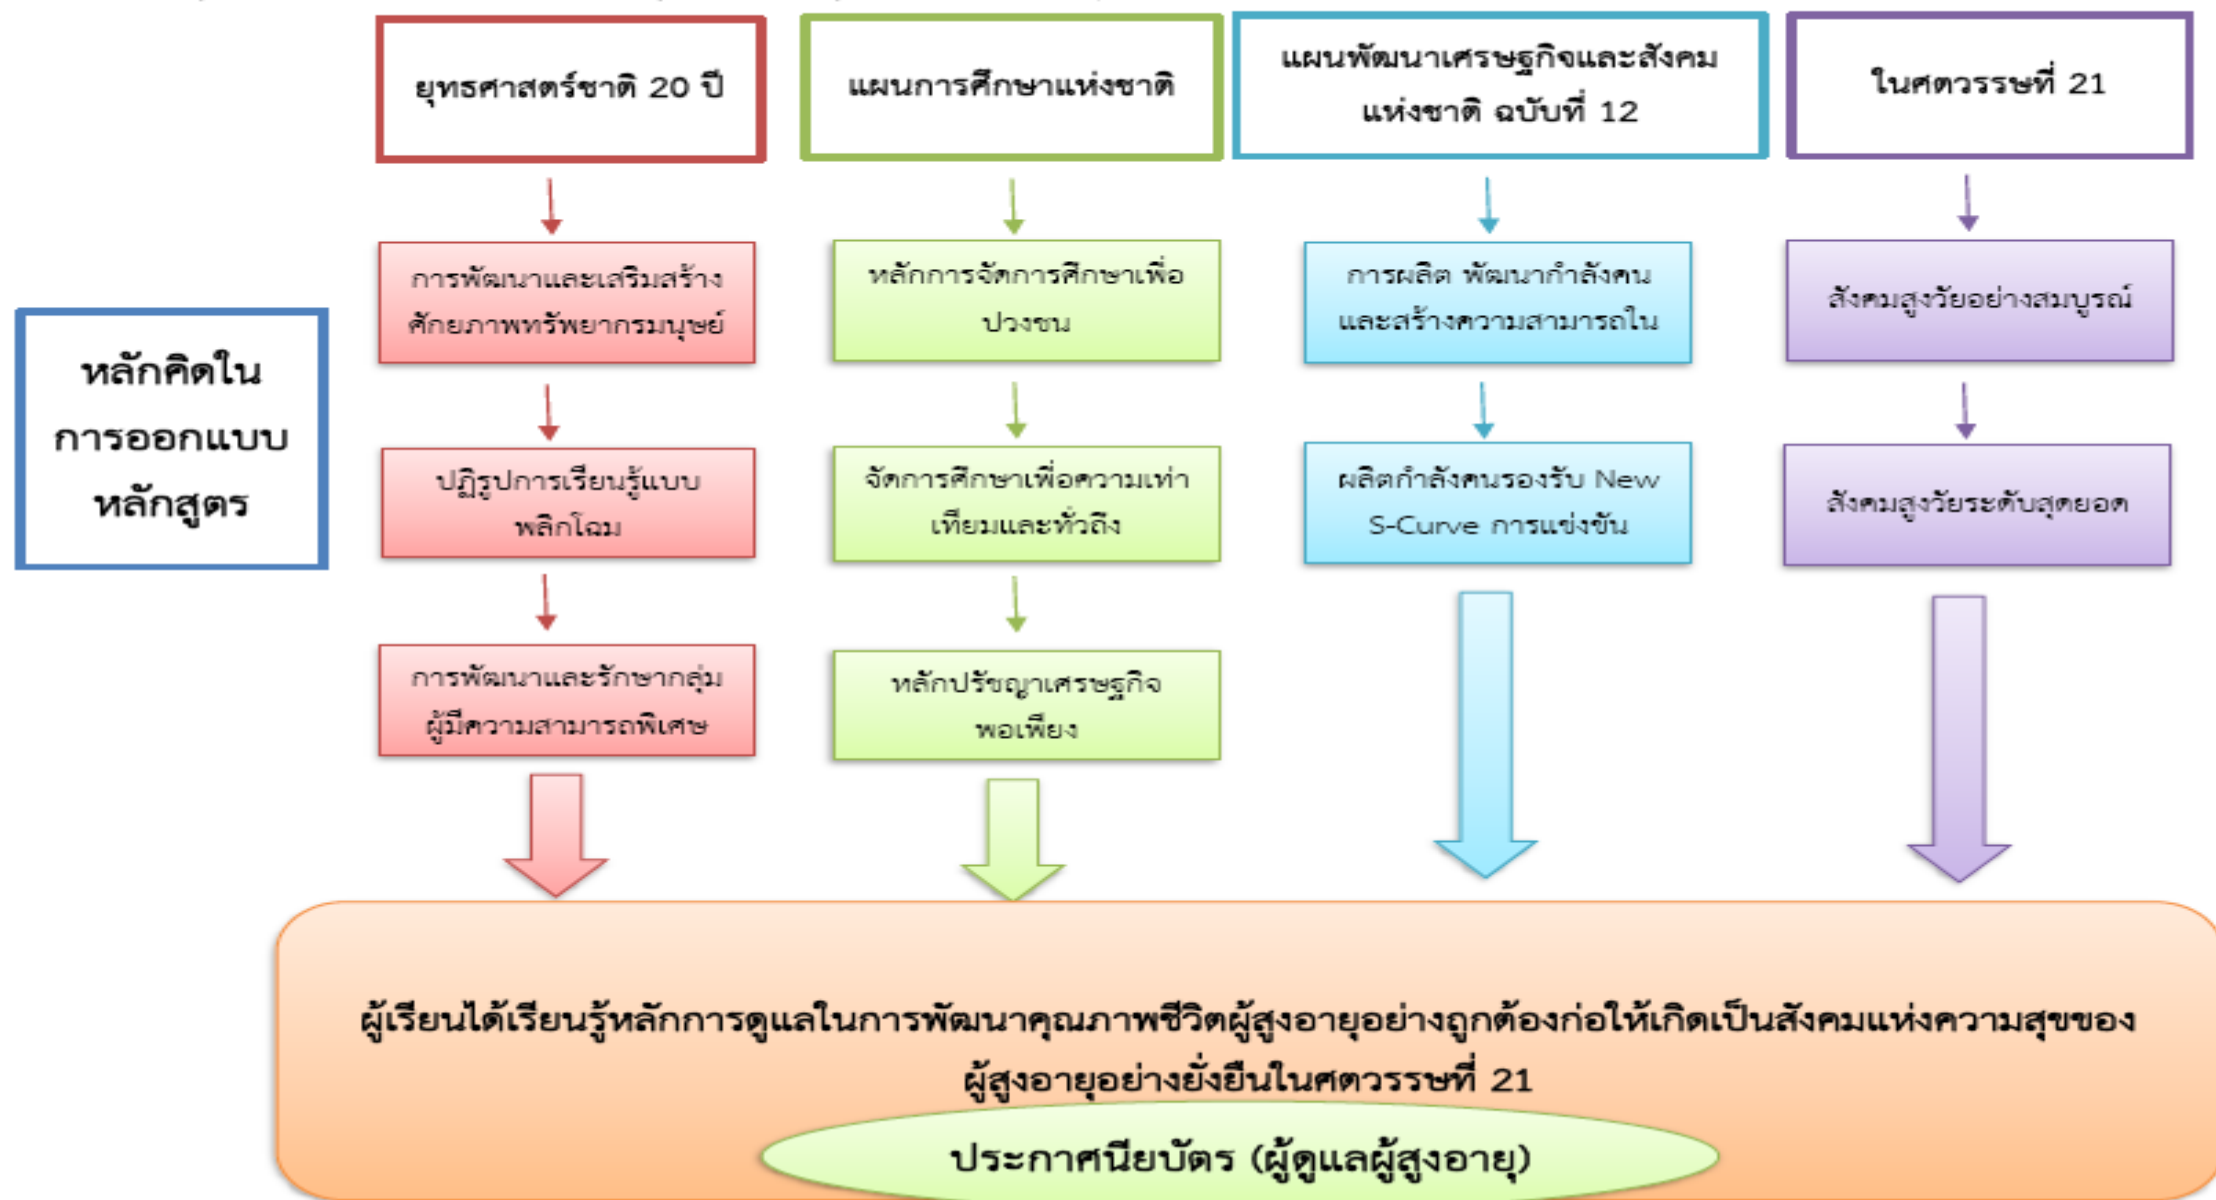 ยุทธศาสตร์ชาติ 20 ปี
แผนการศึกษาแห่งชาติ
แผนพัฒนาเศรษฐกิจและสังคม
แห่งชาติ ฉบับที่ 12
ในศตวรรษที่ 21
หลักคิดใน
การออกแบบ
หลักสูตร
การพัฒนาและเสริมสร้าง
ศักยภาพทรัพยากรมนุษย์
หลักการจัดการศึกษาเพื่อ
ปวงชน
การผลิต พัฒนากำลังคน
และสร้างความสามารถใน
สังคมสูงวัยอย่างสมบูรณ์
ปฏิรูปการเรียนรู้แบบ
พลิกโฉม
จัดการศึกษาเพื่อความเท่า
เทียมและทั่วถึง
ผลิตกำลังคนรองรับ New
S-Curve การแข่งขัน
สังคมสูงวัยระดับสุดยอด
การพัฒนาและรักษากลุ่ม
ผู้มีความสามารถพิเศษ
หลักปรัชญาเศรษฐกิจ
พอเพียง
ผู้เรียนได้เรียนรู้หลักการดูแลในการพัฒนาคุณภาพชีวิตผู้สูงอายุอย่างถูกต้องก่อให้เกิดเป็นสังคมแห่งความสุขของ
ผู้สูงอายุอย่างยั่งยืนในศตวรรษที่ 21
ประกาศนียบัตร (ผู้ดูแลผู้สูงอายุ)